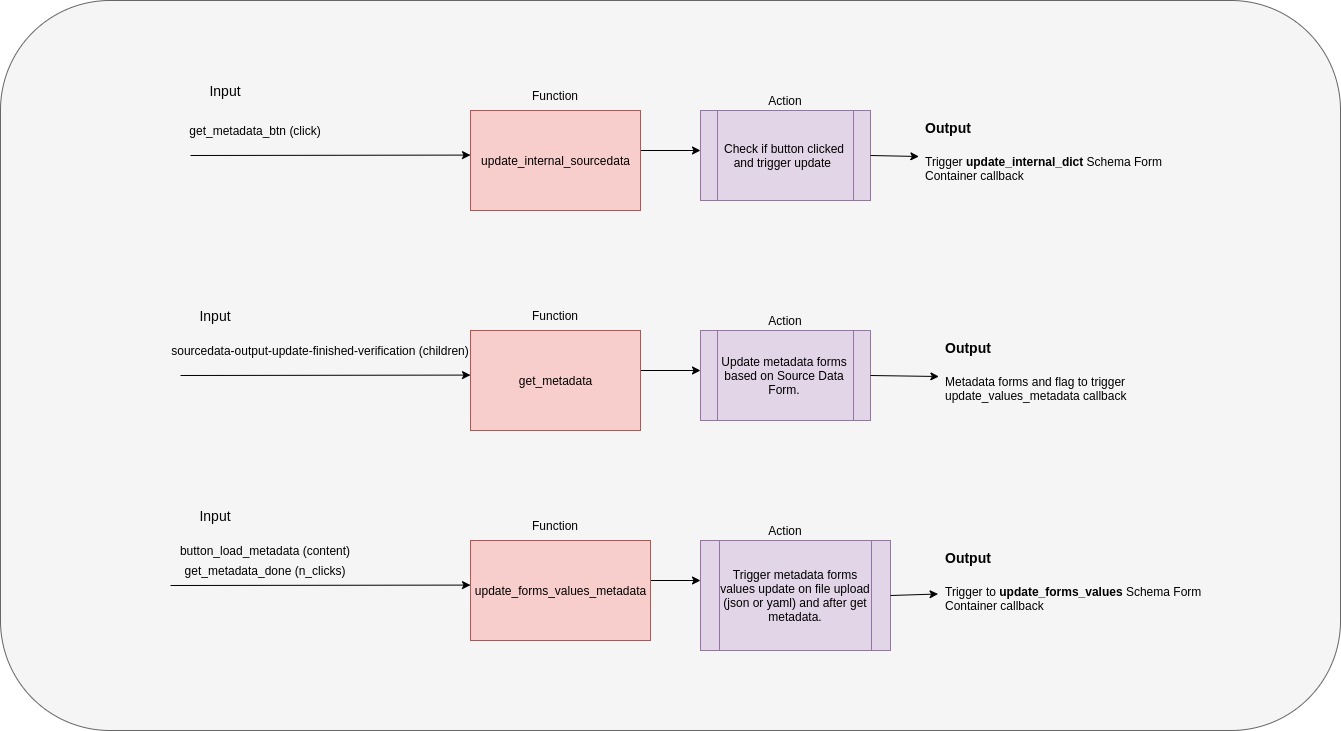 Input
get_metadata_btn (click)
Function
update_internal_sourcedata
Action
Check if button clicked
and trigger update
Output
Trigger update_internal_dict Schema Form
Container callback
Input
sourcedata-output-update-finished-verification (children)
Function
get_metadata
Action
Update metadata forms
based on Source Data
Form.
Output
Metadata forms and flag to trigger
update_values_metadata callback
Input
button_load_metadata (content)
get_metadata_done (n_clicks)
Function
update_forms_values_metadata
Action
Trigger metadata forms
values update on file upload
(json or yaml) and after get
metadata.
Output
Trigger to update_forms_values Schema Form
Container callback